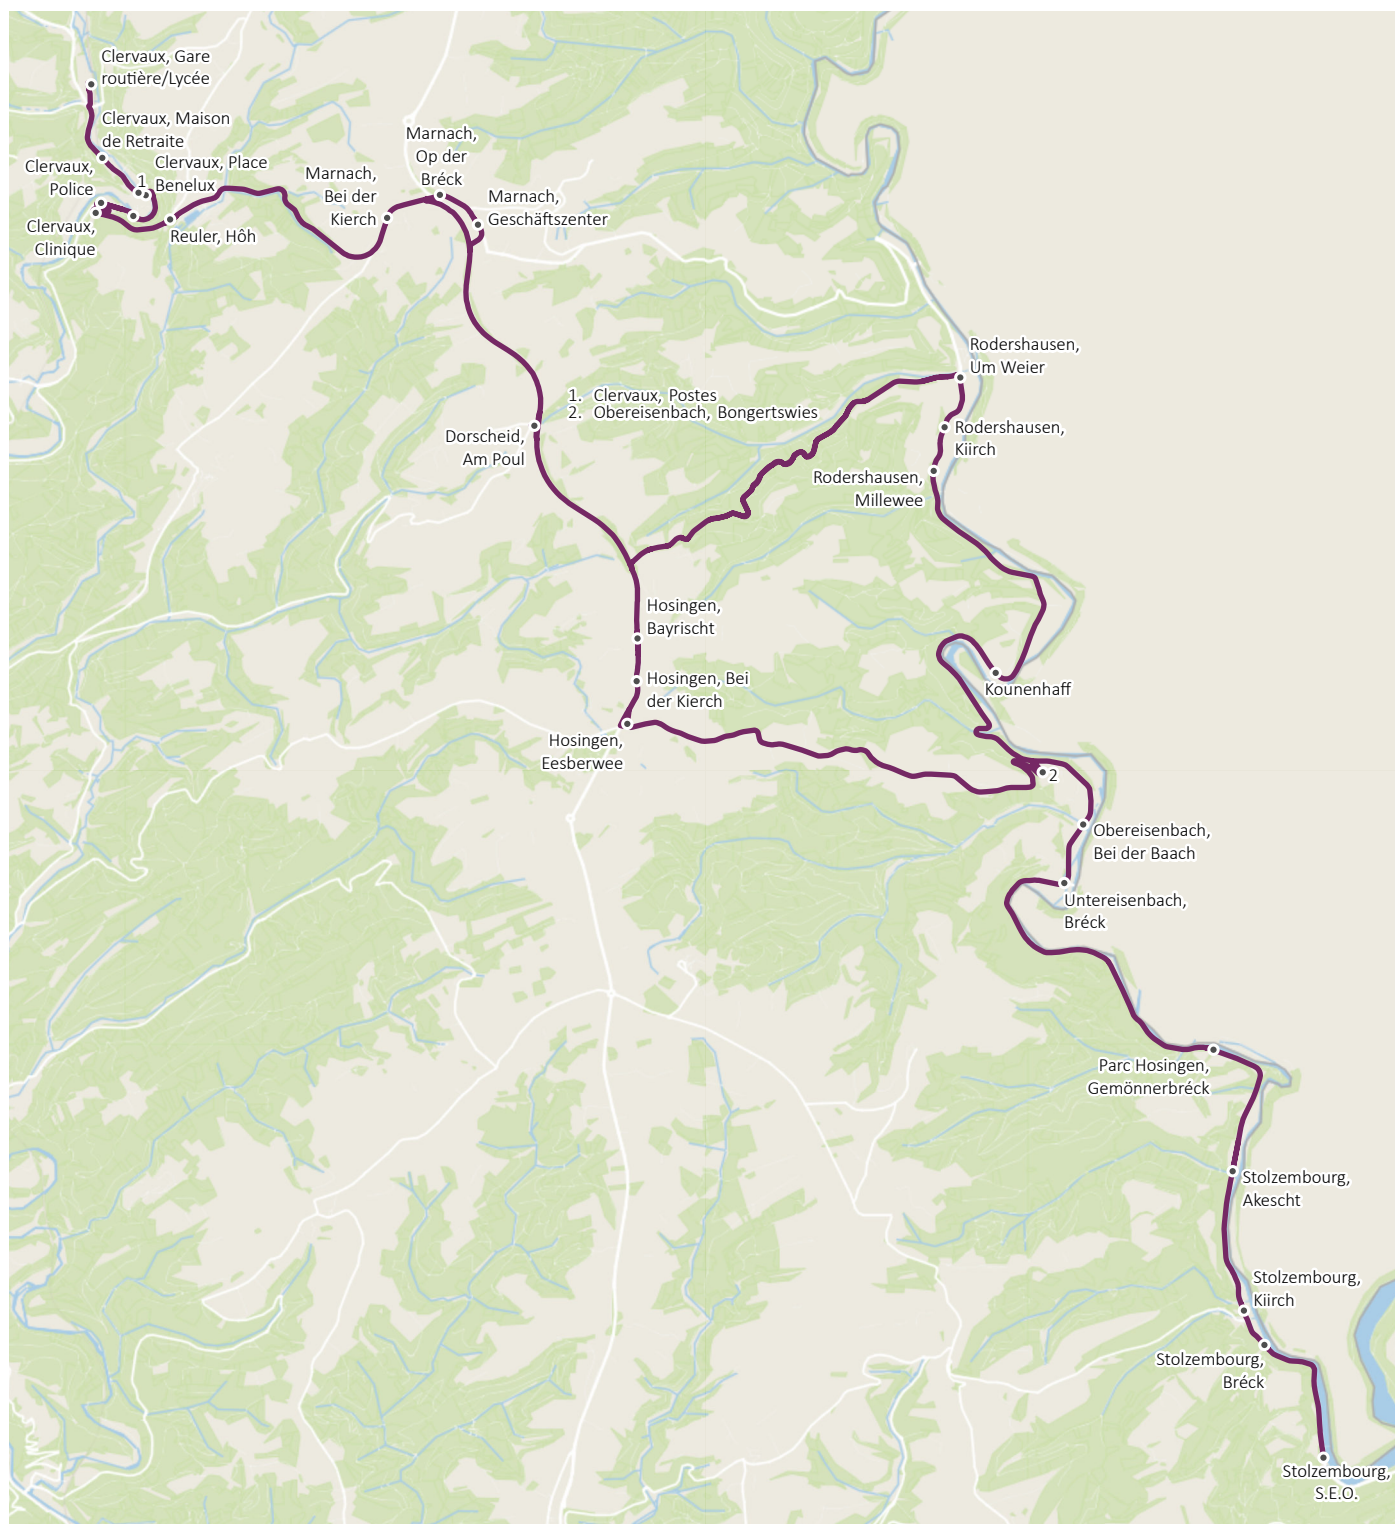 Clervaux, Gare
routière/Lycée
Clervaux, Maison
de Retraite
Clervaux, Place
Benelux
1
Clervaux,
Police
Clervaux,
Clinique
Reuler, Hôh
Marnach,
Bei der
Kierch
Marnach,
Op der
Bréck
Marnach,
Geschäftszenter
Rodershausen,
Um Weier
1. Clervaux, Postes
2. Obereisenbach, Bongertswies
Dorscheid,
Am Poul
Rodershausen,
Kiirch
Rodershausen,
Millewee
Hosingen,
Bayrischt
Hosingen, Bei
der Kierch
Kounenhaff
Hosingen,
Eesberwee
2
Obereisenbach,
Bei der Baach
Untereisenbach,
Bréck
Parc Hosingen,
Gemönnerbréck
Stolzembourg,
Akescht
Stolzembourg,
Kiirch
Stolzembourg,
Bréck
Stolzembourg,
S.E.O.